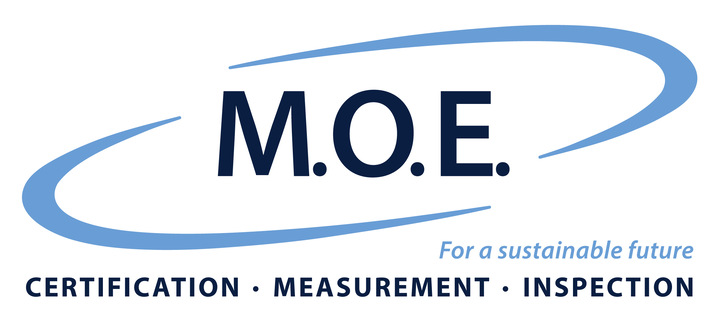 M.O.E.
For a sustainable future
CERTIFICATION · MEASUREMENT · INSPECTION